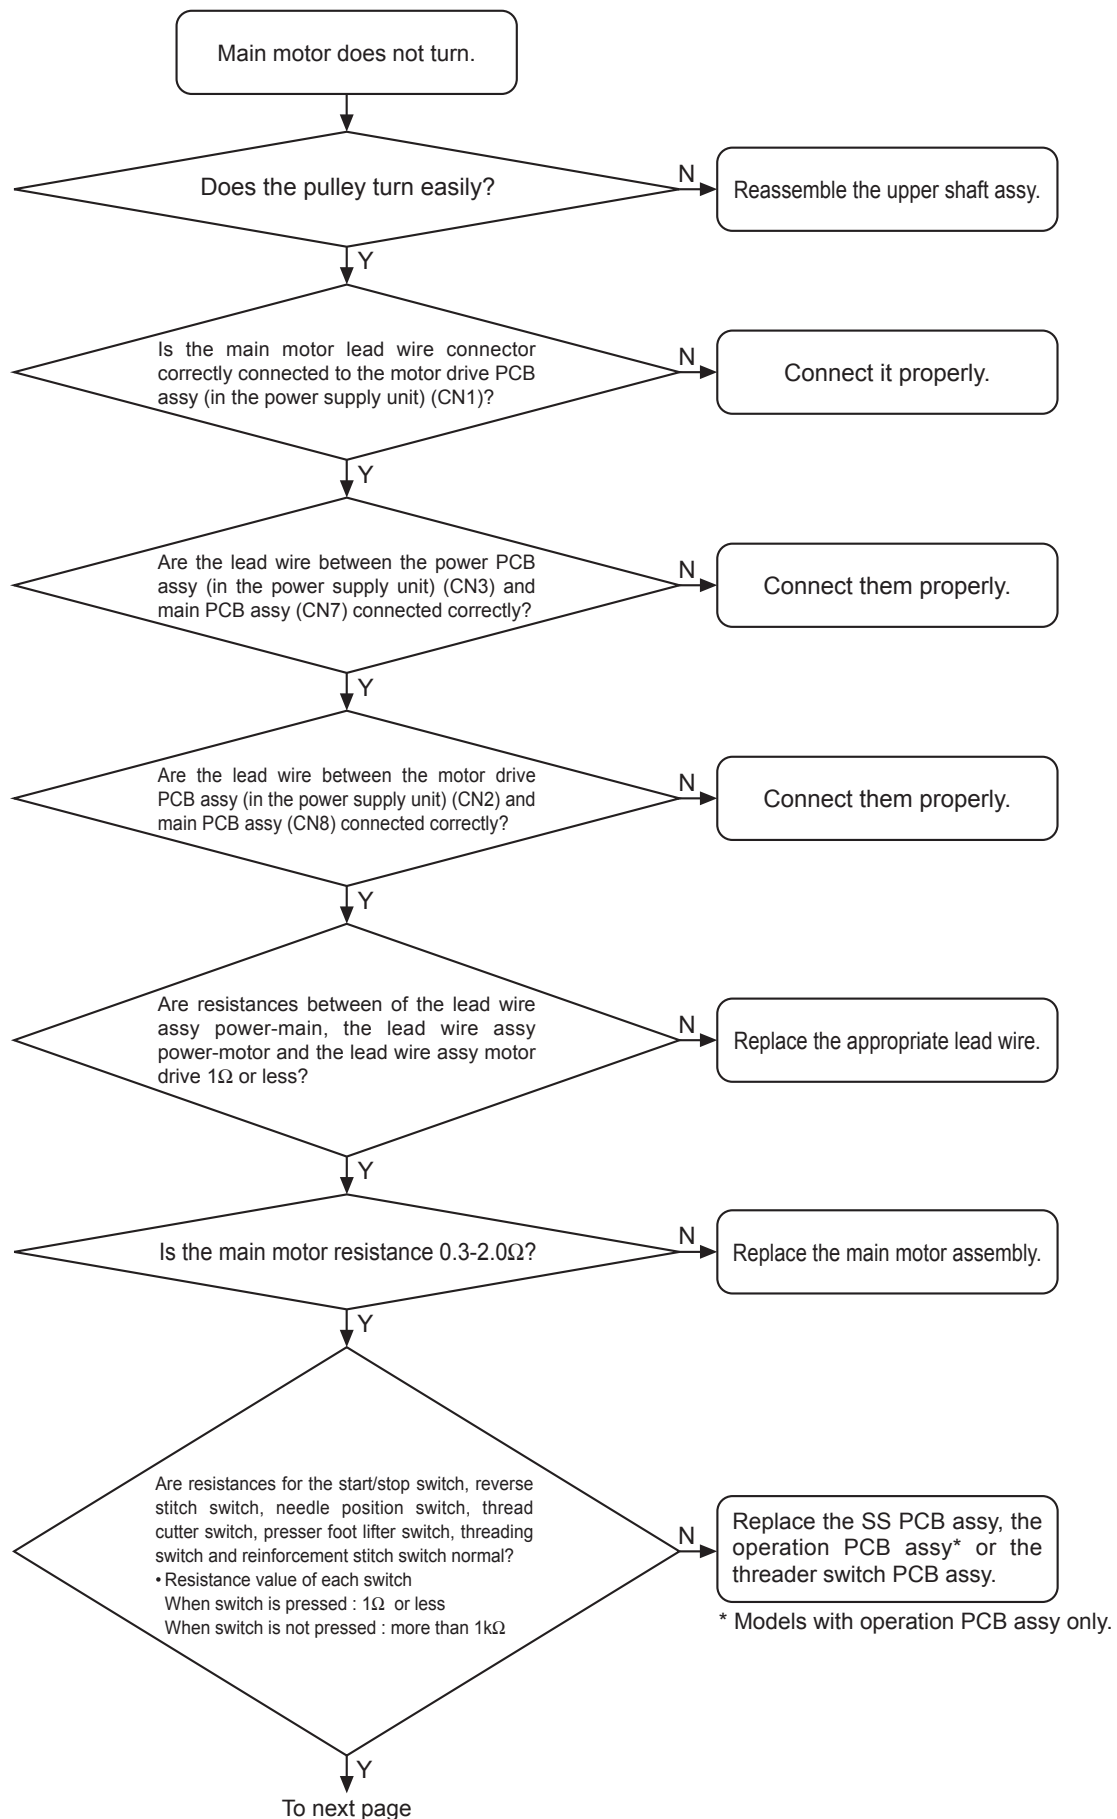 Main motor does not turn.
Does the pulley turn easily?
N
Reassemble the upper shaft assy.
Y
Is the main motor lead wire connector
correctly connected to the motor drive PCB
assy (in the power supply unit) (CN1)?
N
Connect it properly.
Y
Are the lead wire between the power PCB
assy (in the power supply unit) (CN3) and
main PCB assy (CN7) connected correctly?
N
Connect them properly.
Y
Are the lead wire between the motor drive
PCB assy (in the power supply unit) (CN2) and
main PCB assy (CN8) connected correctly?
N
Connect them properly.
Y
Are resistances between of the lead wire
assy power-main, the lead wire assy
power-motor and the lead wire assy motor
drive 1Ω or less?
N
Replace the appropriate lead wire.
Y
Is the main motor resistance 0.3-2.0Ω?
N
Replace the main motor assembly.
Y
Are resistances for the start/stop switch, reverse
stitch switch, needle position switch, thread
cutter switch, presser foot lifter switch, threading
switch and reinforcement stitch switch normal?
• Resistance value of each switch
When switch is pressed : 1Ω or less
When switch is not pressed : more than 1kΩ
N
Replace the SS PCB assy, the
operation PCB assy* or the
threader switch PCB assy.
* Models with operation PCB assy only.
Y
To next page